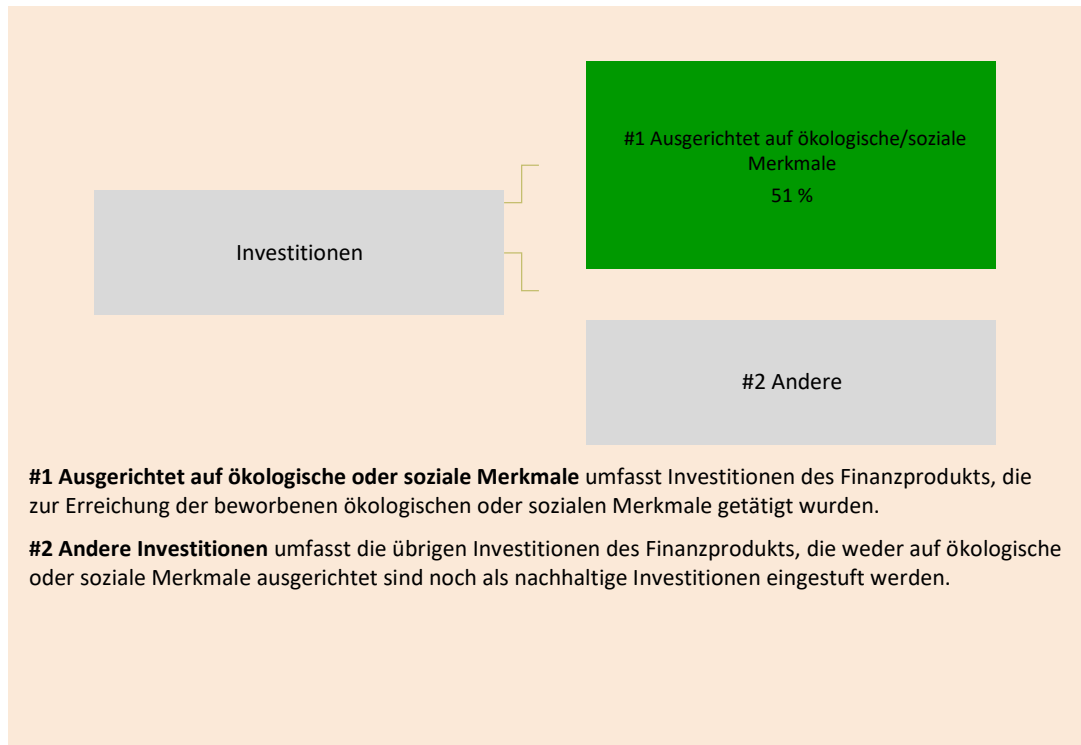 #1 Ausgerichtet auf ökologische/soziale
Merkmale
51 %
Investitionen
#2 Andere
#1 Ausgerichtet auf ökologische oder soziale Merkmale umfasst Investitionen des Finanzprodukts, die
zur Erreichung der beworbenen ökologischen oder sozialen Merkmale getätigt wurden.
#2 Andere Investitionen umfasst die übrigen Investitionen des Finanzprodukts, die weder auf ökologische
oder soziale Merkmale ausgerichtet sind noch als nachhaltige Investitionen eingestuft werden.